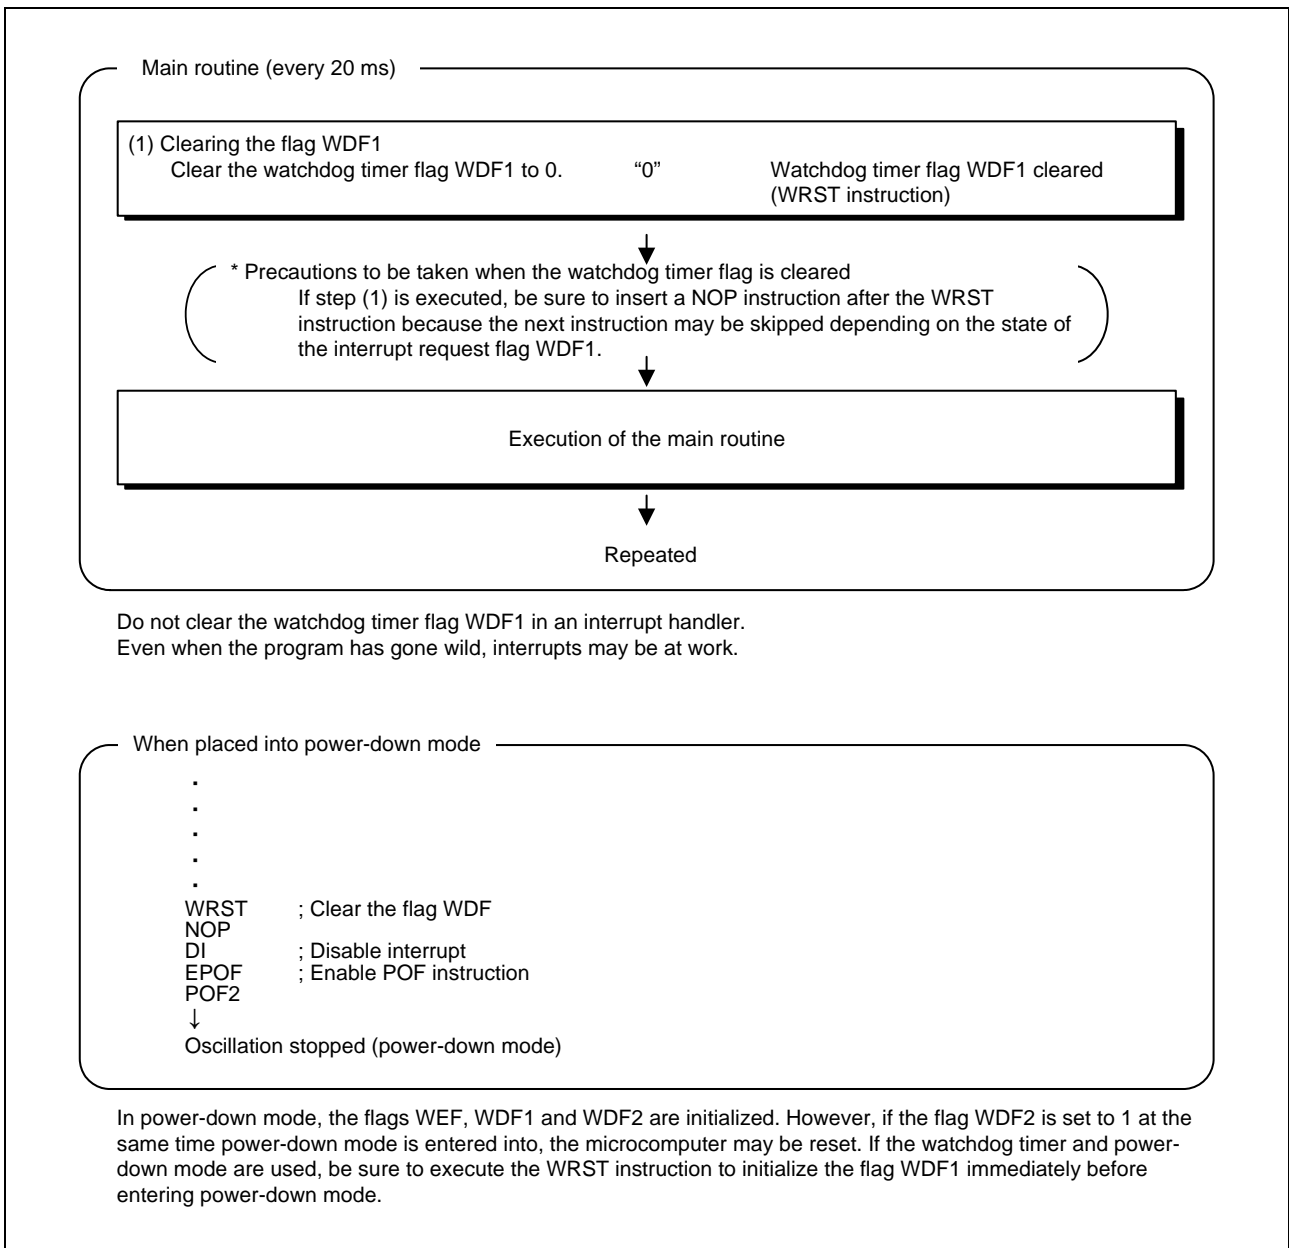 Main routine (every 20 ms)
(1) Clearing the flag WDF1
Clear the watchdog timer flag WDF1 to 0. “0” Watchdog timer flag WDF1 cleared
(WRST instruction)
* Precautions to be taken when the watchdog timer flag is cleared
If step (1) is executed, be sure to insert a NOP instruction after the WRST
instruction because the next instruction may be skipped depending on the state of
the interrupt request flag WDF1.
Execution of the main routine
Repeated
Do not clear the watchdog timer flag WDF1 in an interrupt handler.
Even when the program has gone wild, interrupts may be at work.
When placed into power-down mode
.
.
.
.
.
WRST ; Clear the flag WDF
NOP
DI ; Disable interrupt
EPOF ; Enable POF instruction
POF2
↓
Oscillation stopped (power-down mode)
In power-down mode, the flags WEF, WDF1 and WDF2 are initialized. However, if the flag WDF2 is set to 1 at the
same time power-down mode is entered into, the microcomputer may be reset. If the watchdog timer and power-
down mode are used, be sure to execute the WRST instruction to initialize the flag WDF1 immediately before
entering power-down mode.